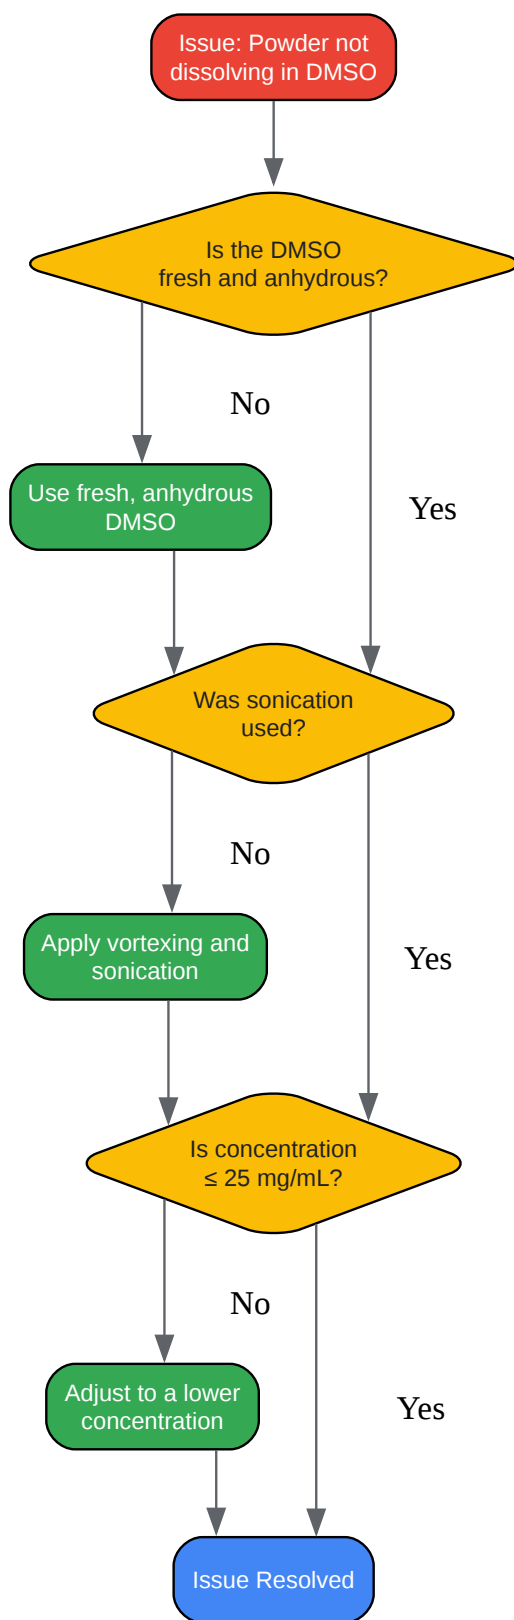 Issue: Powder not
dissolving in DMSO
Is the DMSO
fresh and anhydrous?
No
Use fresh, anhydrous
DMSO
Yes
Was sonication
used?
No
Apply vortexing and
sonication
Yes
Is concentration
≤ 25 mg/mL?
No
Adjust to a lower
concentration
Yes
Issue Resolved